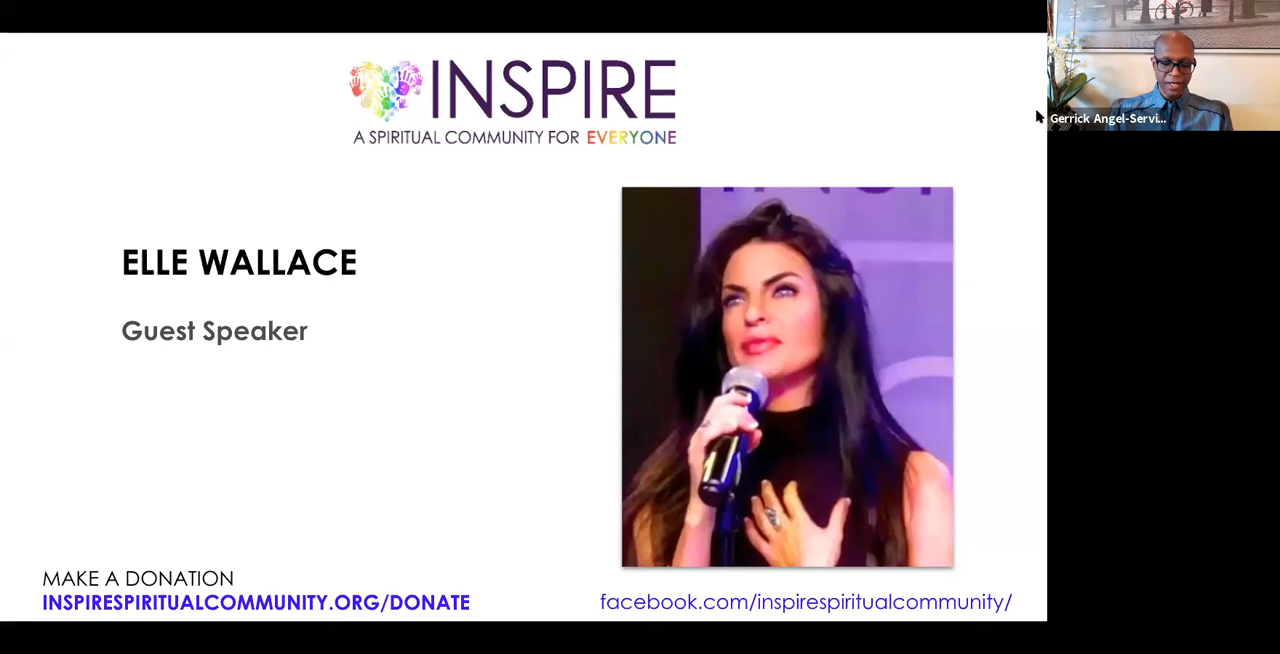 INSPIRE
A SPIRITUAL COMMUNITY FOR EVERYONE
Gerrick Angel-Servi...
ELLE WALLACE
Guest Speaker
MAKE A DONATION
INSPIRESPIRITUALCOMMUNITY.ORG/DONATE
facebook.com/inspirespiritualcommunity/